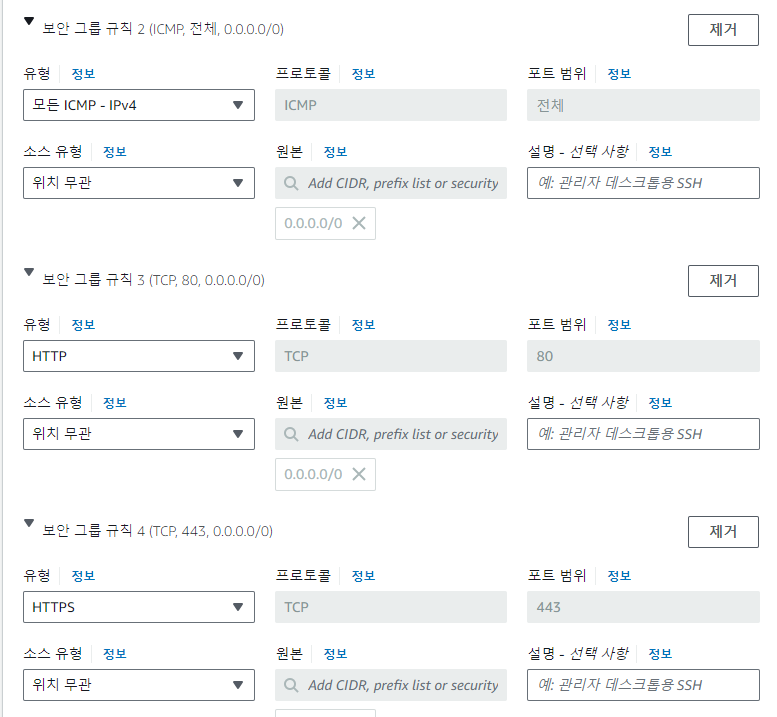 보안 그룹 규칙 2 (ICMP, 전체, 0.0.0.0/0)
제거
유형 정보 프로토콜 정보 포트 범위 정보
모든 ICMP - IPv4 ICMP 전체
소스 유형 정보 원본 정보 설명 - 선택 사항 정보
위치 무관 Add CIDR, prefix list or security 예: 관리자 데스크톱용 SSH
0.0.0.0/0
보안 그룹 규칙 3 (TCP, 80, 0.0.0.0/0)
제거
유형 정보 프로토콜 정보 포트 범위 정보
HTTP TCP 80
소스 유형 정보 원본 정보 설명 - 선택 사항 정보
위치 무관 Add CIDR, prefix list or security 예: 관리자 데스크톱용 SSH
0.0.0.0/0
보안 그룹 규칙 4 (TCP, 443, 0.0.0.0/0)
제거
유형 정보 프로토콜 정보 포트 범위 정보
HTTPS TCP 443
소스 유형 정보 원본 정보 설명 - 선택 사항 정보
위치 무관 Add CIDR, prefix list or security 예: 관리자 데스크톱용 SSH